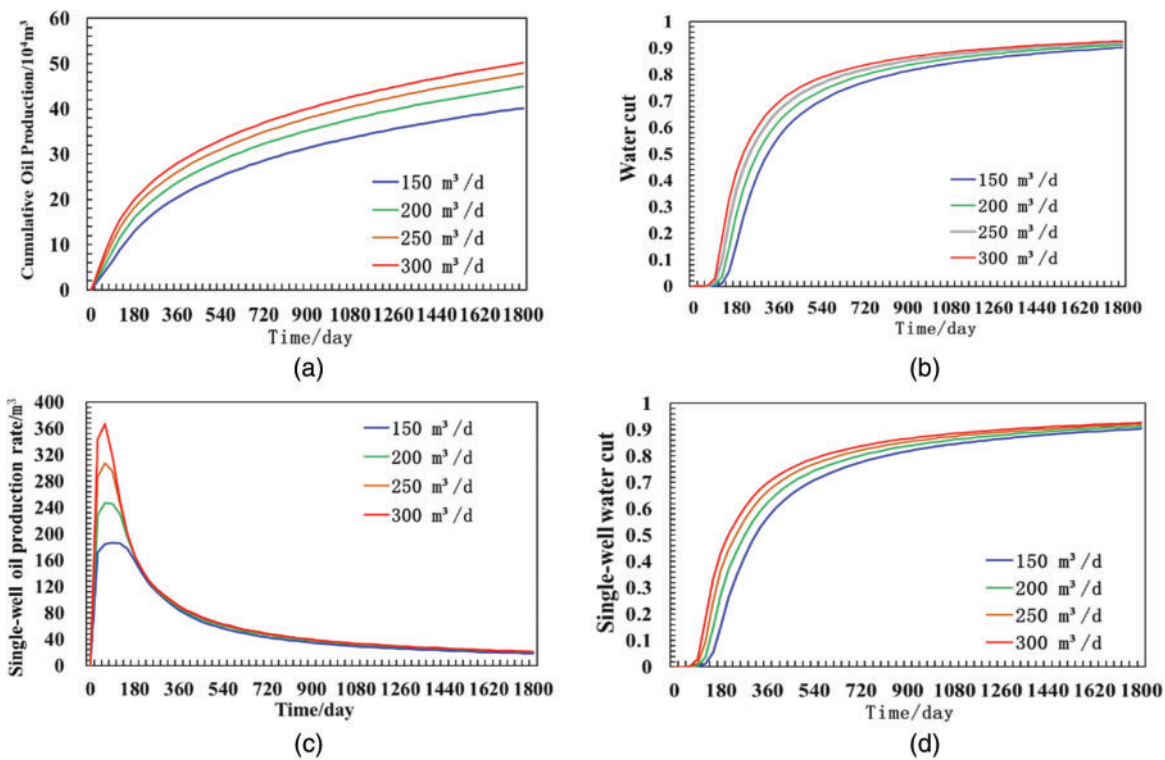 Cumulative Oil Production/10⁴m³
60
50
40
30
20
10
0
0 180 360 540 720 900 1080 1260 1440 1620 1800
Time/day
150 m³/d
200 m³/d
250 m³/d
300 m³/d
(a)
Water cut
1
0.9
0.8
0.7
0.6
0.5
0.4
0.3
0.2
0.1
0
0 180 360 540 720 900 1080 1260 1440 1620 1800
Time/day
150 m³/d
200 m³/d
250 m³/d
300 m³/d
(b)
Single-well oil production rate/m³
400
360
320
280
240
200
160
120
80
40
0
0 180 360 540 720 900 1080 1260 1440 1620 1800
Time/day
150 m³/d
200 m³/d
250 m³/d
300 m³/d
(c)
Single-well water cut
1
0.9
0.8
0.7
0.6
0.5
0.4
0.3
0.2
0.1
0
0 180 360 540 720 900 1080 1260 1440 1620 1800
Time/day
150 m³/d
200 m³/d
250 m³/d
300 m³/d
(d)